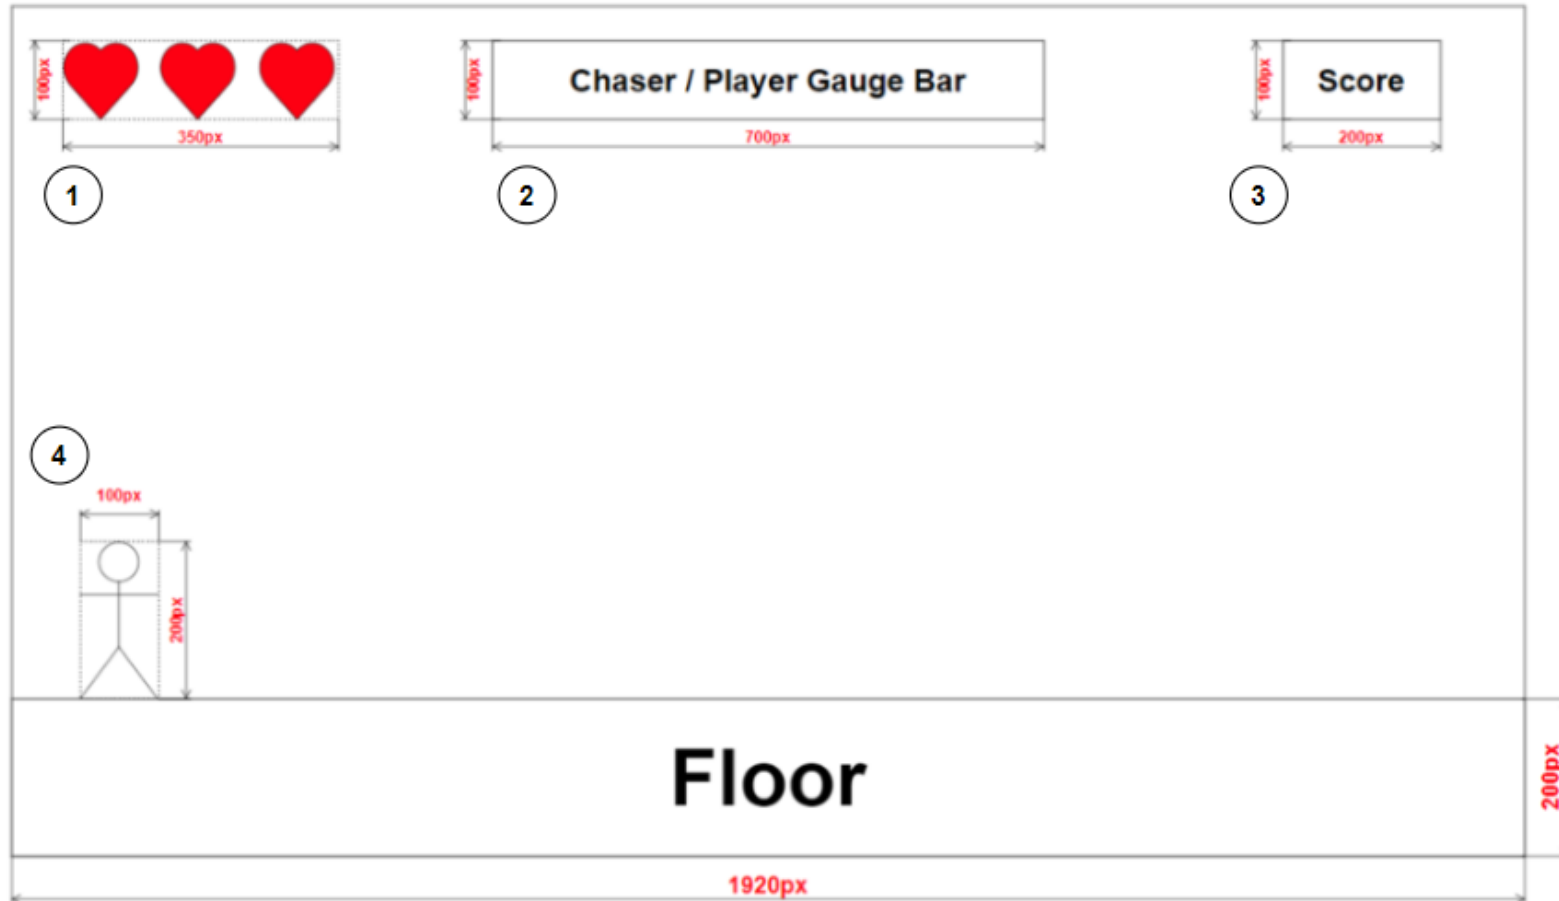 100px
350px
1
100px
Chaser / Player Gauge Bar
700px
2
100px
Score
200px
3
4
100px
200px
Floor
200px
1920px